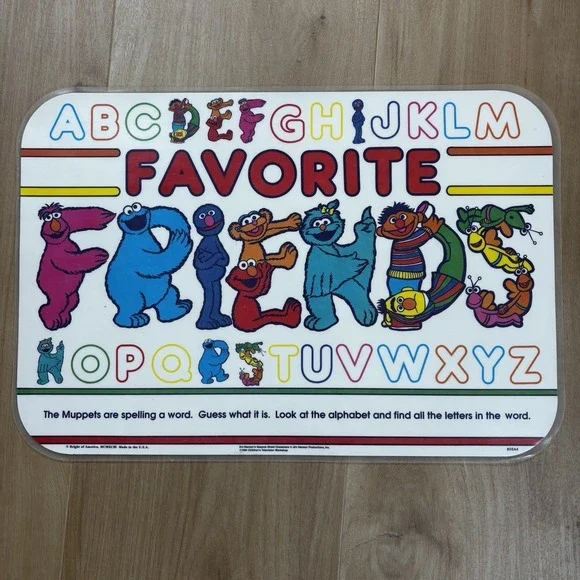 ABCDEFGHIJKLM
FAVORITE
FRIENDS
NOPQRSTUVWXYZ
The Muppets are spelling a word. Guess what it is. Look at the alphabet and find all the letters in the word.